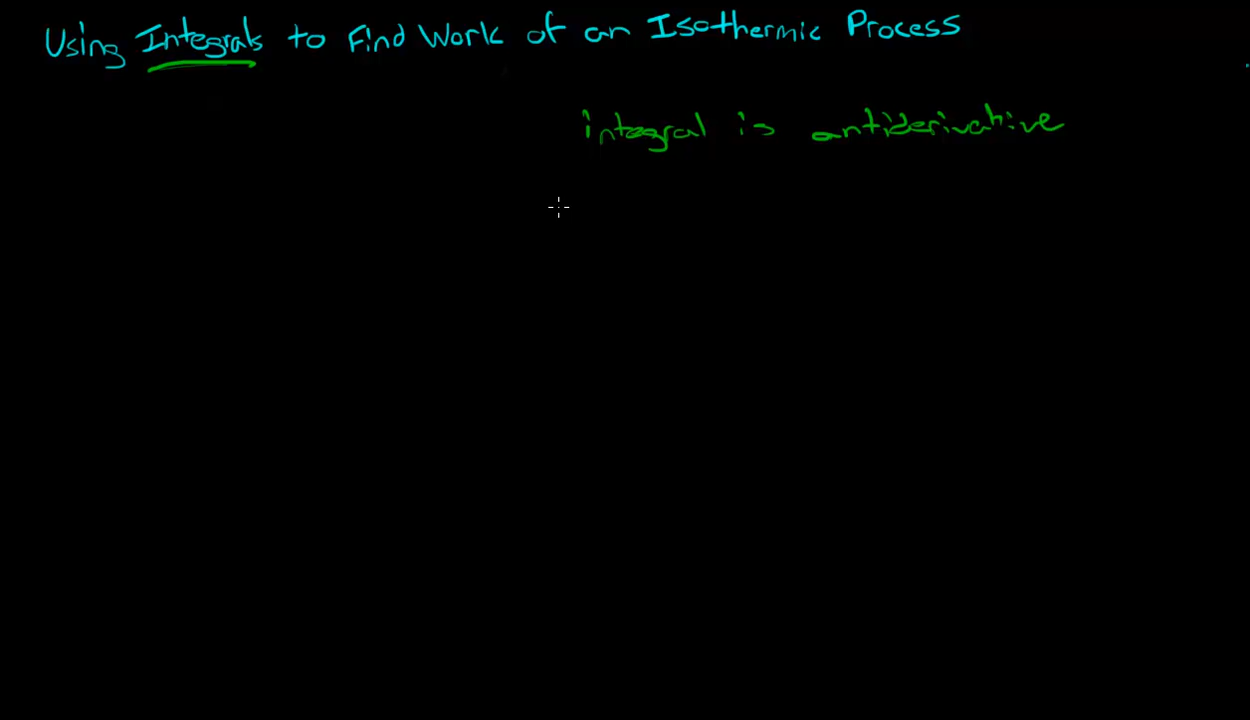 Using Integrals to Find Work of an Isothermic Process
integral is antiderivative